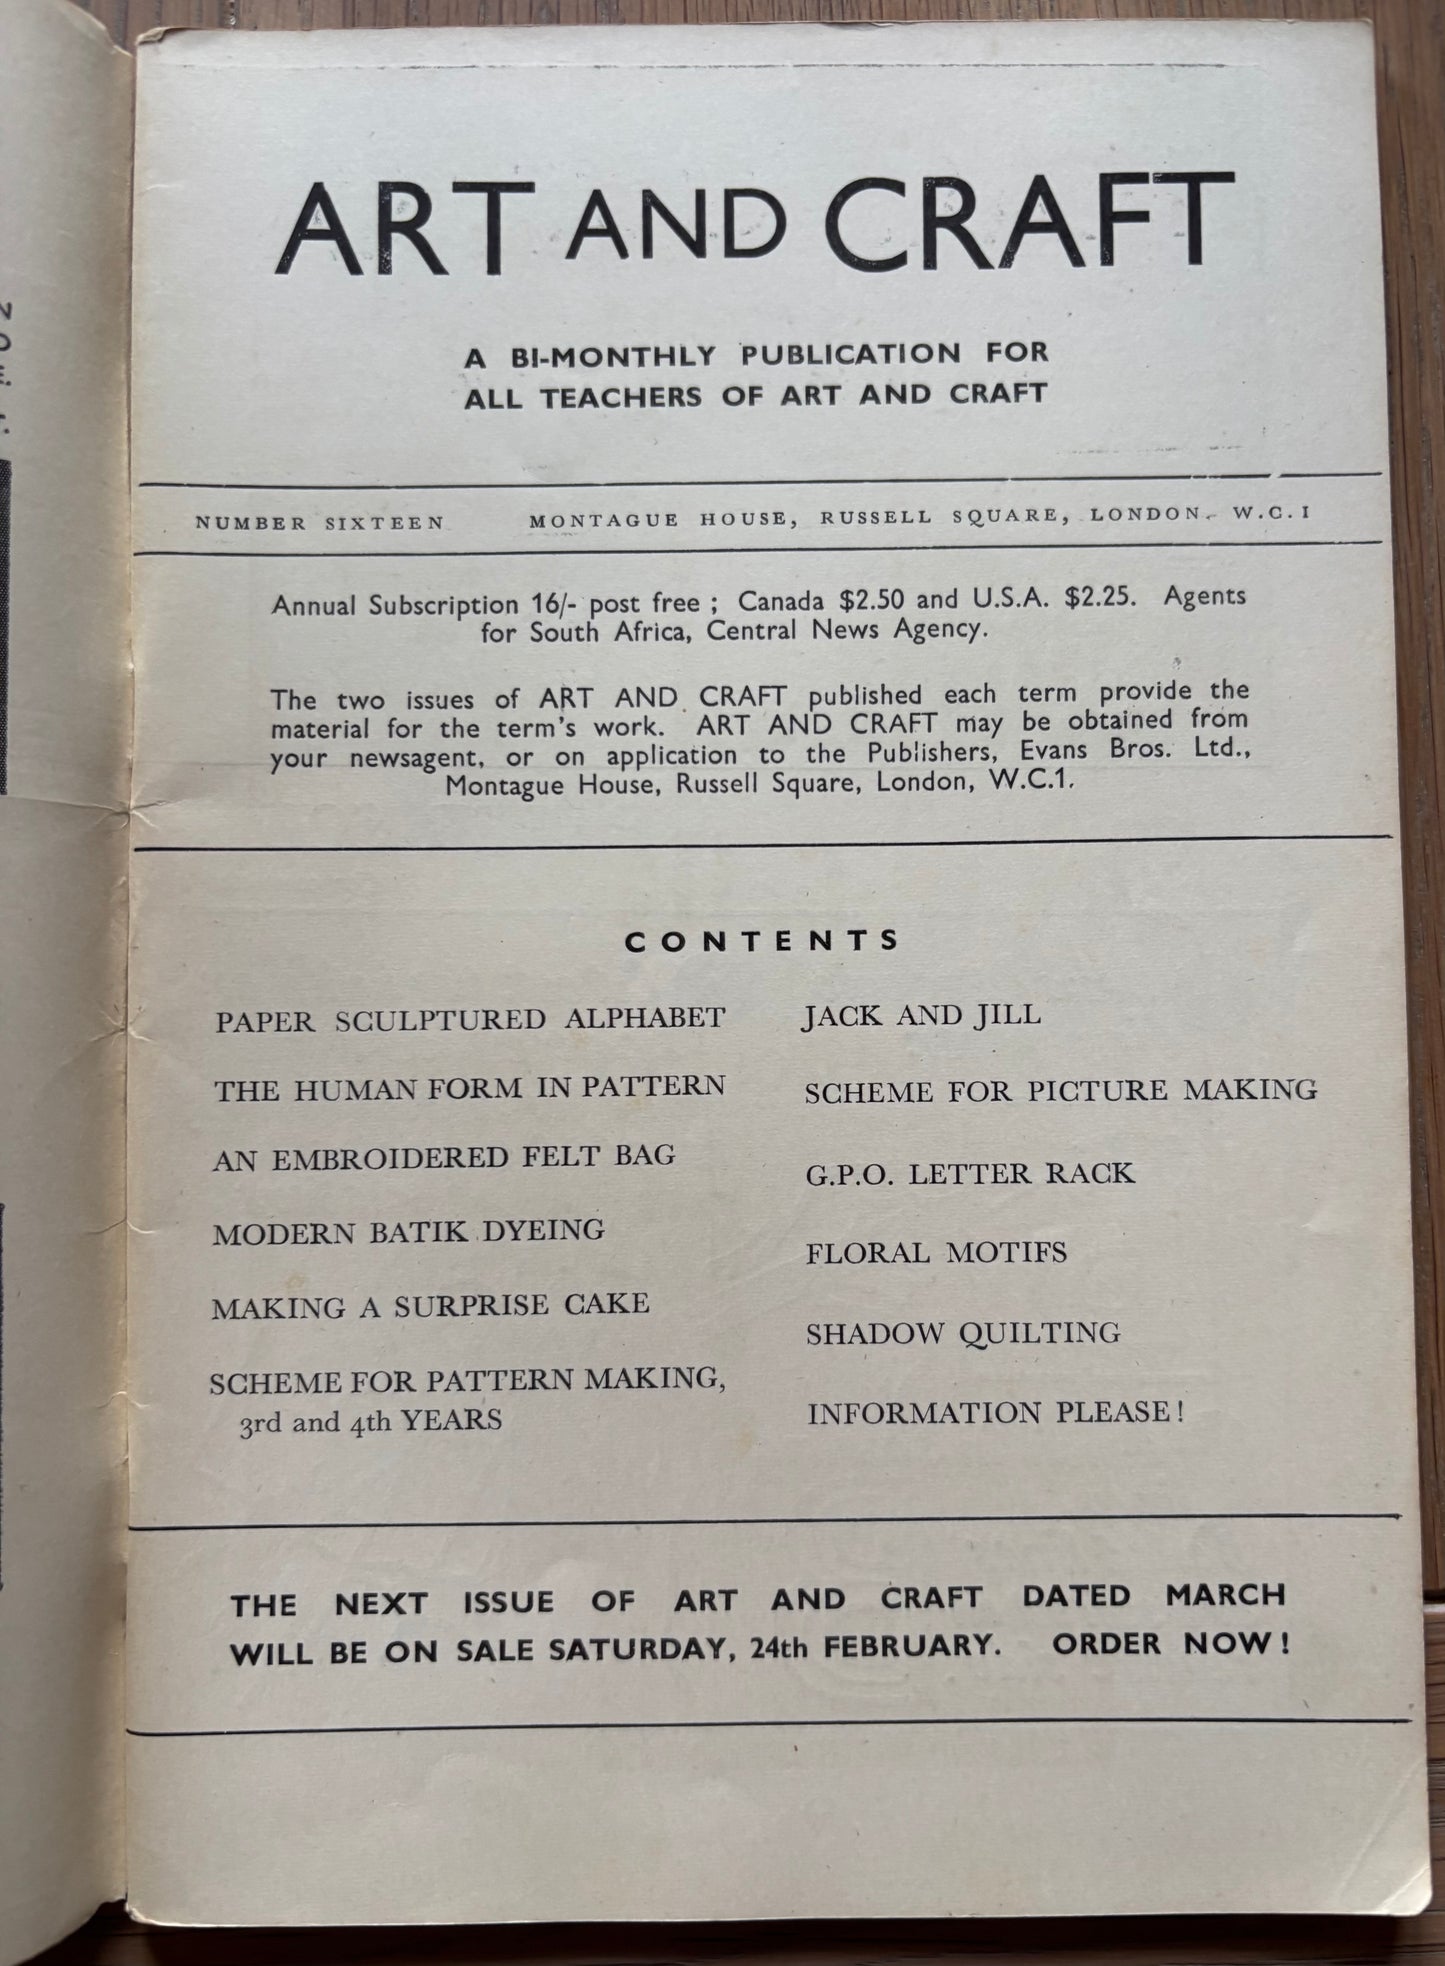 ART AND CRAFT
A BI-MONTHLY PUBLICATION FOR
ALL TEACHERS OF ART AND CRAFT
NUMBER SIXTEEN MONTAGUE HOUSE, RUSSELL SQUARE, LONDON, W.C.1
Annual Subscription 16/- post free ; Canada $2.50 and U.S.A. $2.25. Agents
for South Africa, Central News Agency.
The two issues of ART AND CRAFT published each term provide the
material for the term's work. ART AND CRAFT may be obtained from
your newsagent, or on application to the Publishers, Evans Bros. Ltd.,
Montague House, Russell Square, London, W.C.1.
CONTENTS
PAPER SCULPTURED ALPHABET
THE HUMAN FORM IN PATTERN
AN EMBROIDERED FELT BAG
MODERN BATIK DYEING
MAKING A SURPRISE CAKE
SCHEME FOR PATTERN MAKING,
3rd and 4th YEARS
JACK AND JILL
SCHEME FOR PICTURE MAKING
G.P.O. LETTER RACK
FLORAL MOTIFS
SHADOW QUILTING
INFORMATION PLEASE!
THE NEXT ISSUE OF ART AND CRAFT DATED MARCH
WILL BE ON SALE SATURDAY, 24th FEBRUARY. ORDER NOW!